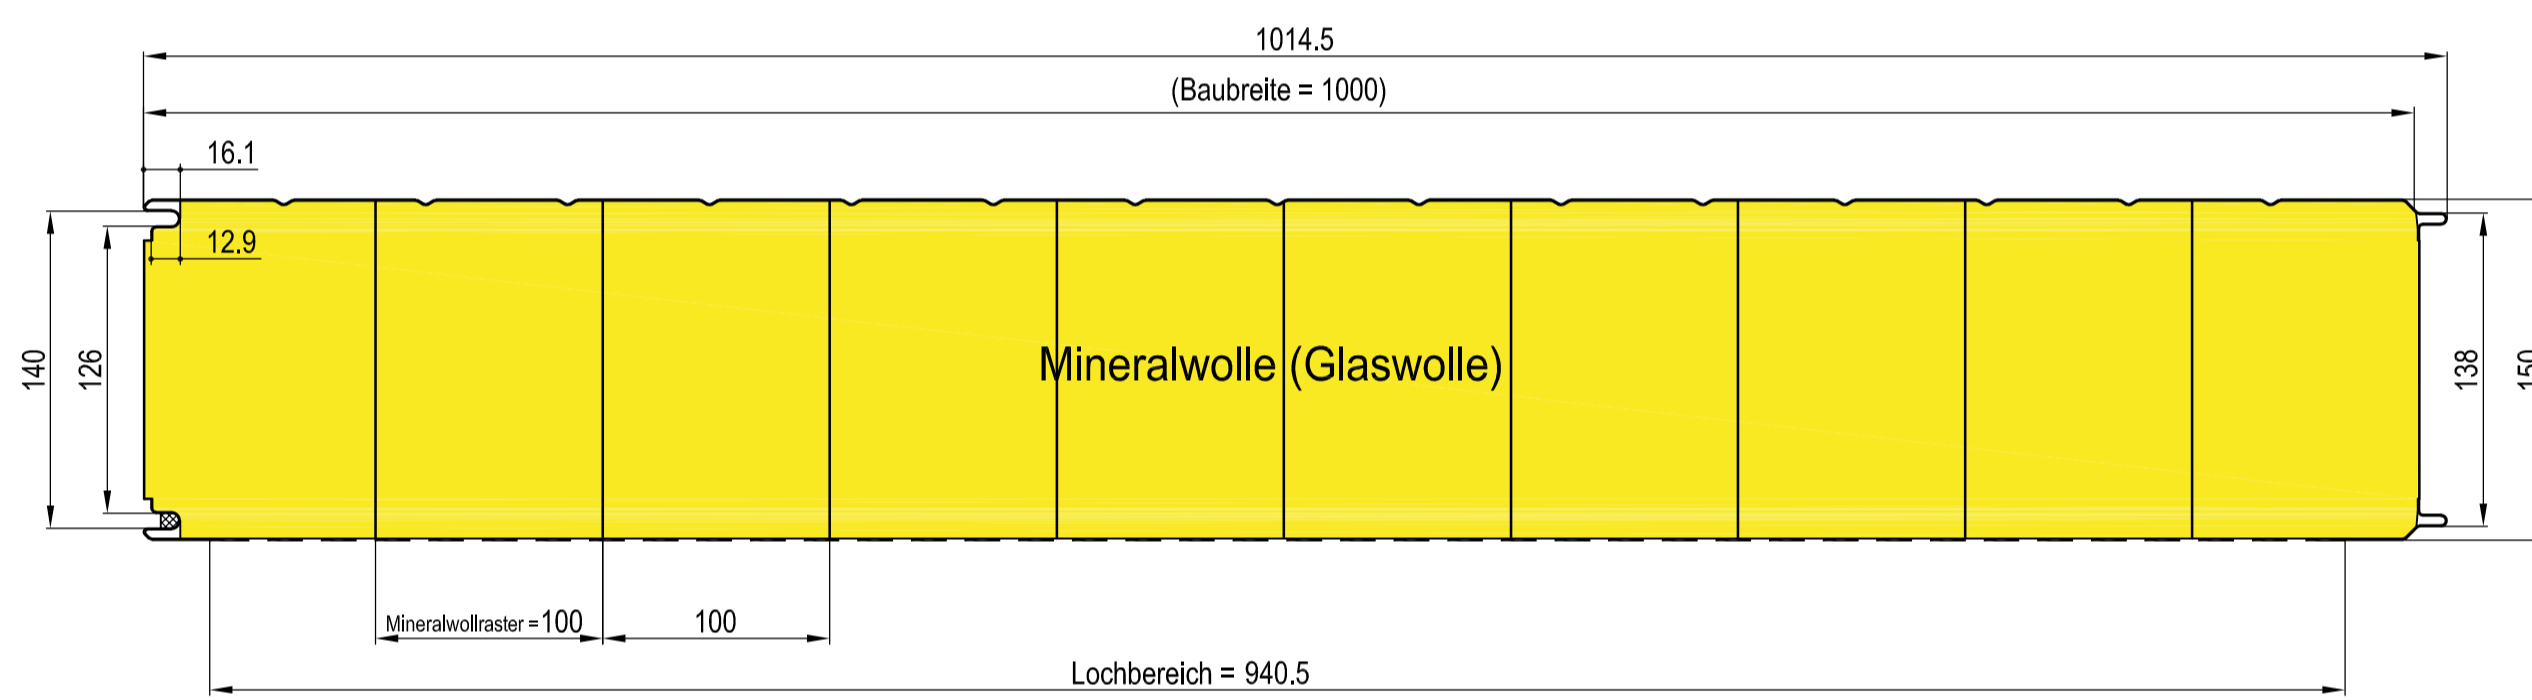 1014.5
(Baubreite = 1000)
16.1
12.9
140
126
Mineralwolle (Glaswolle)
138
150
Mineralwollraster = 100
100
Lochbereich = 940.5